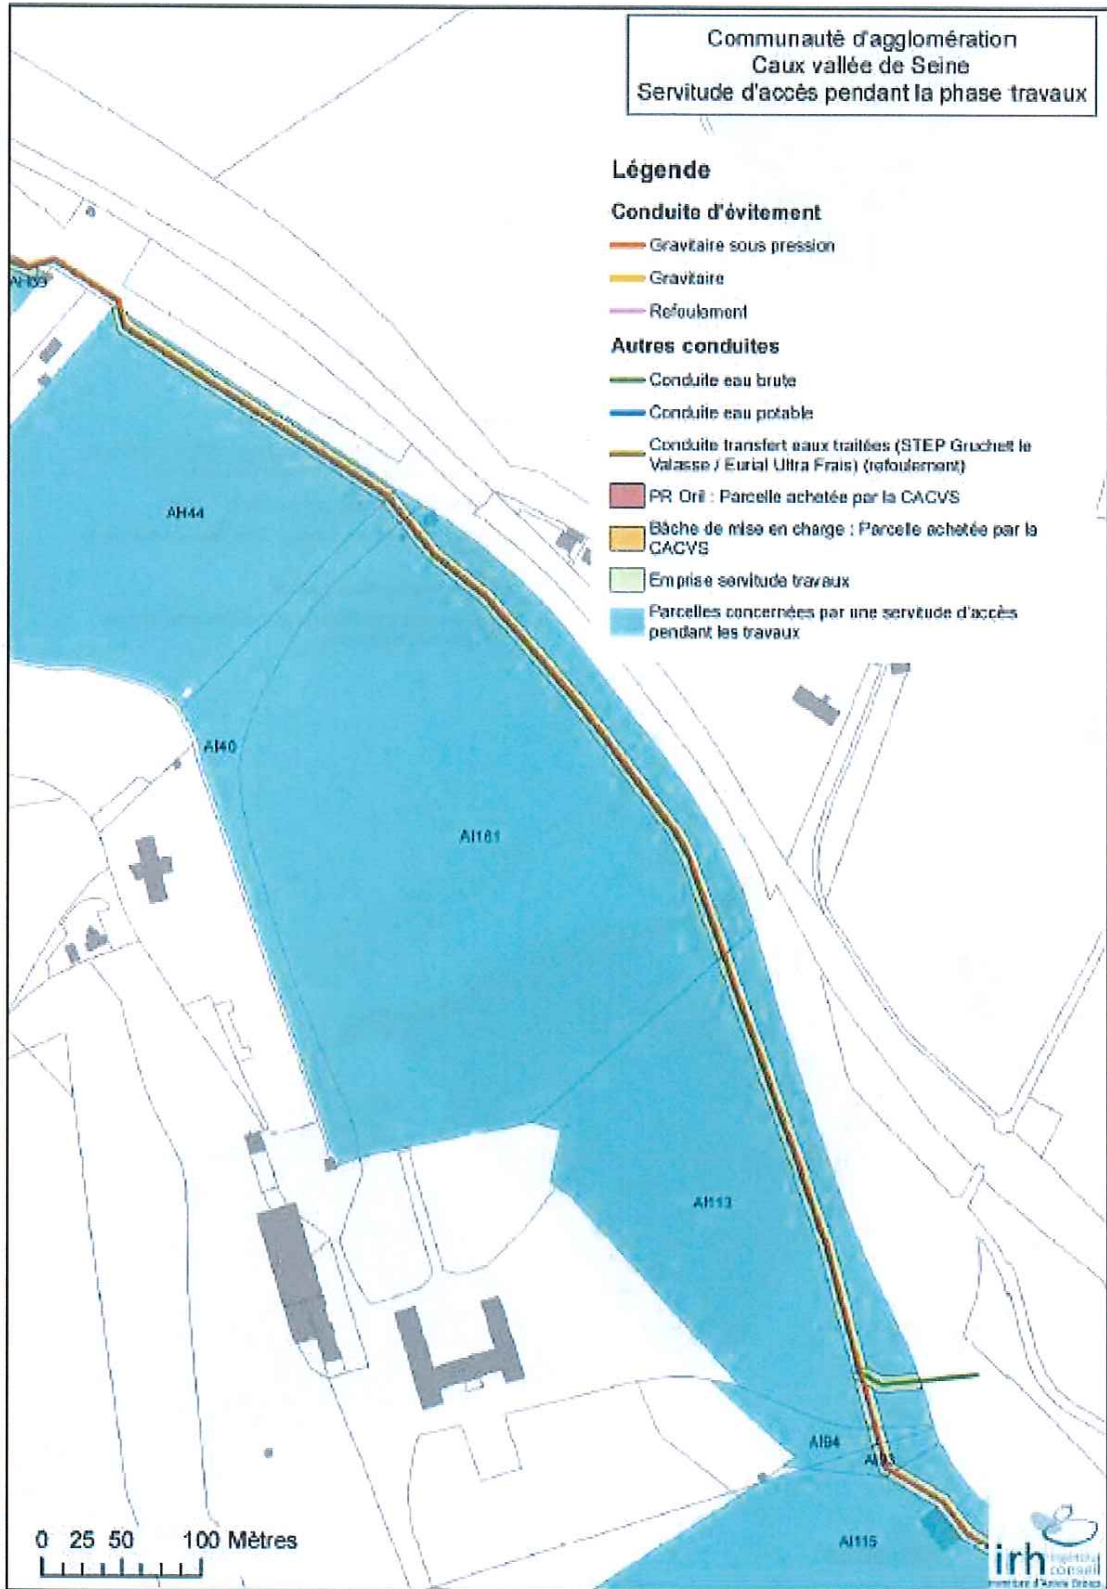 Communauté d'agglomération
Caux vallée de Seine
Servitude d'accès pendant la phase travaux
Légende
Conduite d'évitement
Gravitaire sous pression
Gravitaire
Refoulement
Autres conduites
Conduite eau brute
Conduite eau potable
Conduite transfert eaux traitées (STEP Gruchet le
Valasse / Eurial Ultra Frais) (refoulement)
PR Oril : Parcelle achetée par la CACVS
Bâche de mise en charge : Parcelle achetée par la
CACVS
Emprise servitude travaux
Parcelles concernées par une servitude d'accès
pendant les travaux
AH44
AI40
AI161
AI113
AI94
AI115
0 25 50 100 Mètres
irh
conseil